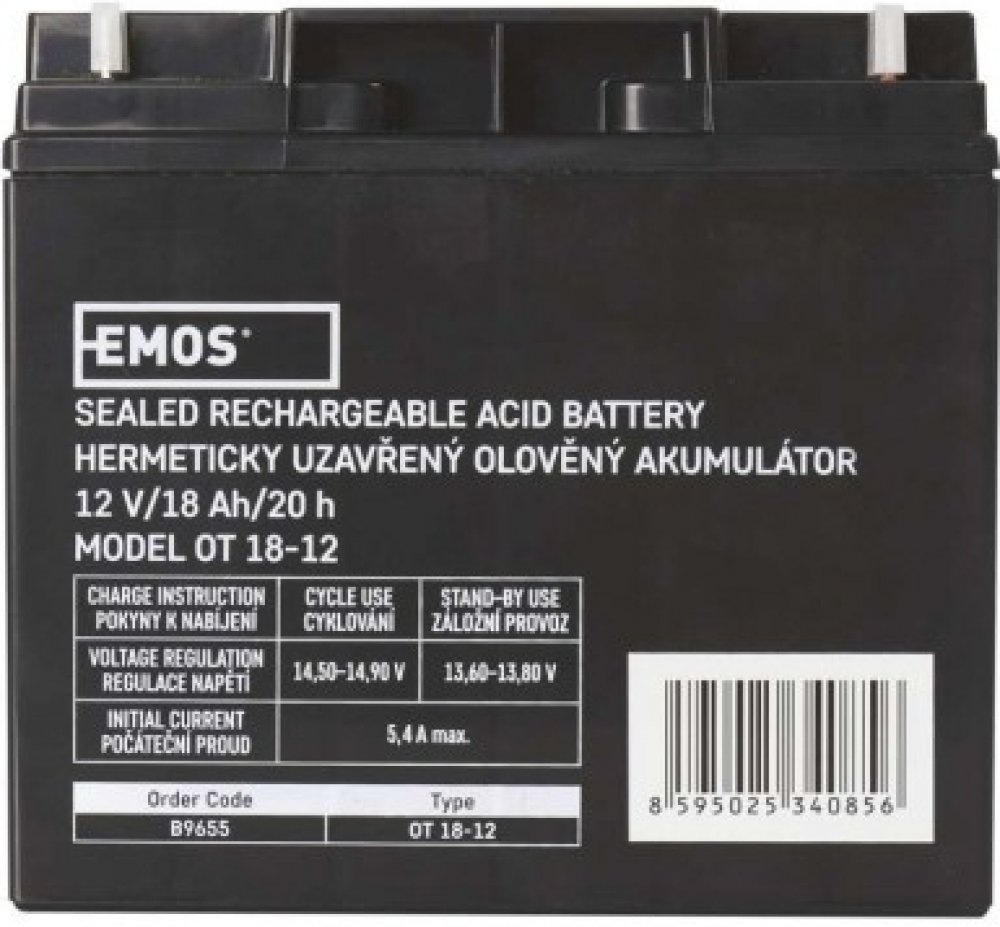 EMOS
SEALED RECHARGEABLE ACID BATTERY
HERMETICKY UZAVŘENÝ OLOVĚNÝ AKUMULÁTOR
12 V/18 Ah/20 h
MODEL OT 18-12
CHARGE INSTRUCTION CYCLE USE STAND-BY USE
POKYNY K NABÍJENÍ CYKLOVÁNÍ ZÁLOŽNÍ PROVOZ
VOLTAGE REGULATION
REGULACE NAPĚTÍ 14,50-14,90 V 13,60-13,80 V
INITIAL CURRENT
POČÁTEČNÍ PROUD 5,4 A max.
Order Code Type
B9655 OT 18-12
8 595025 340856